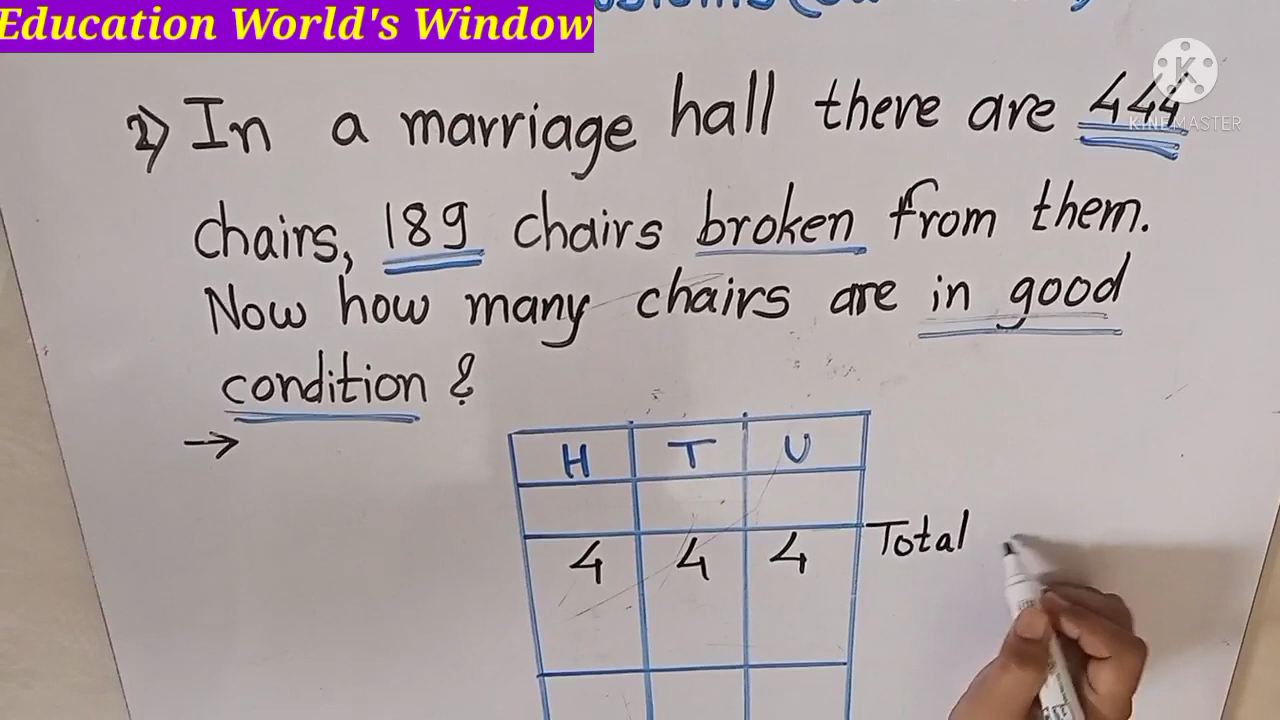 Education World's Window
2) In a marriage hall there are 444
KINEMASTER
chairs, 189 chairs broken from them.
Now how many chairs are in good
condition ?
→
H T U
4 4 4 Total